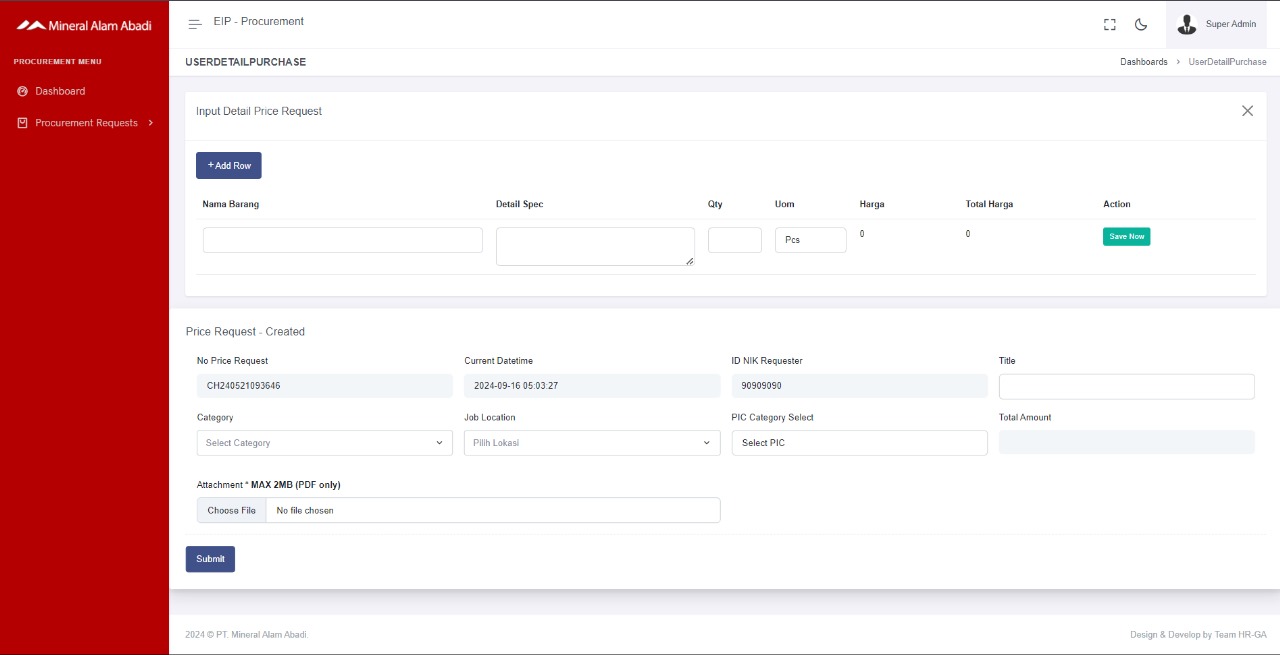 Mineral Alam Abadi
EIP - Procurement
Super Admin
PROCUREMENT MENU
Dashboard
Procurement Requests
USERDETAILPURCHASE
Dashboards > UserDetailPurchase
Input Detail Price Request
+ Add Row
Nama Barang Detail Spec Qty Uom Harga Total Harga Action
Pcs 0 0 Save Now
Price Request - Created
No Price Request Current Datetime ID NIK Requester Title
CH240521093646 2024-09-16 05:03:27 90909090
Category Job Location PIC Category Select Total Amount
Select Category Pilih Lokasi Select PIC
Attachment * MAX 2MB (PDF only)
Choose File No file chosen
Submit
2024 © PT. Mineral Alam Abadi.
Design & Develop by Team HR-GA